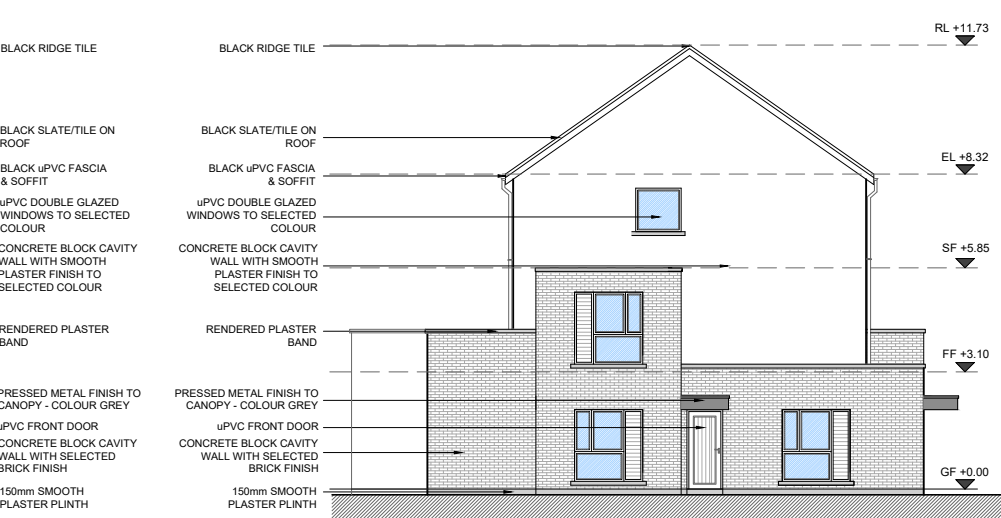 RL +11.73
BLACK RIDGE TILE
BLACK RIDGE TILE
BLACK SLATE/TILE ON
ROOF
BLACK SLATE/TILE ON
ROOF
EL +8.32
BLACK uPVC FASCIA
& SOFFIT
BLACK uPVC FASCIA
& SOFFIT
uPVC DOUBLE GLAZED
WINDOWS TO SELECTED
COLOUR
uPVC DOUBLE GLAZED
WINDOWS TO SELECTED
COLOUR
SF +5.85
CONCRETE BLOCK CAVITY
WALL WITH SMOOTH
PLASTER FINISH TO
SELECTED COLOUR
CONCRETE BLOCK CAVITY
WALL WITH SMOOTH
PLASTER FINISH TO
SELECTED COLOUR
RENDERED PLASTER
BAND
RENDERED PLASTER
BAND
FF +3.10
PRESSED METAL FINISH TO
CANOPY - COLOUR GREY
PRESSED METAL FINISH TO
CANOPY - COLOUR GREY
uPVC FRONT DOOR
uPVC FRONT DOOR
CONCRETE BLOCK CAVITY
WALL WITH SELECTED
BRICK FINISH
CONCRETE BLOCK CAVITY
WALL WITH SELECTED
BRICK FINISH
GF +0.00
150mm SMOOTH
PLASTER PLINTH
150mm SMOOTH
PLASTER PLINTH